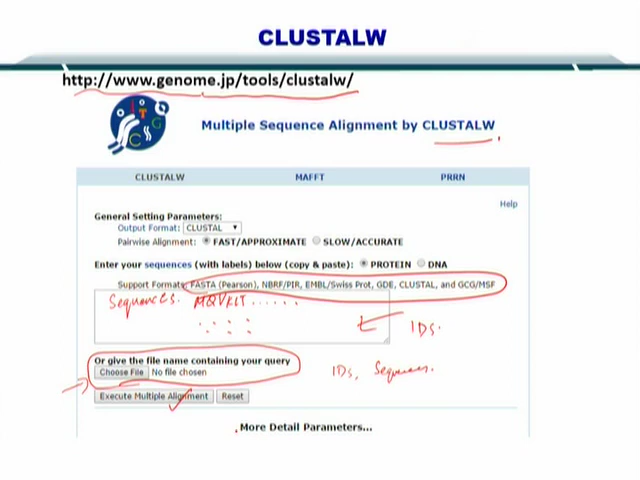 CLUSTALW
http://www.genome.jp/tools/clustalw/
Multiple Sequence Alignment by CLUSTALW
CLUSTALW MAFFT PRRN
Help
General Setting Parameters:
Output Format: CLUSTAL
Pairwise Alignment: FAST/APPROXIMATE SLOW/ACCURATE
Enter your sequences (with labels) below (copy & paste): PROTEIN DNA
Support Formats: FASTA (Pearson), NBRF/PIR, EMBL/Swiss Prot, GDE, CLUSTAL, and GCG/MSF
Sequences. MQVKIT......
IDs.
Or give the file name containing your query
Choose File No file chosen
IDs, Sequences.
Execute Multiple Alignment Reset
More Detail Parameters...